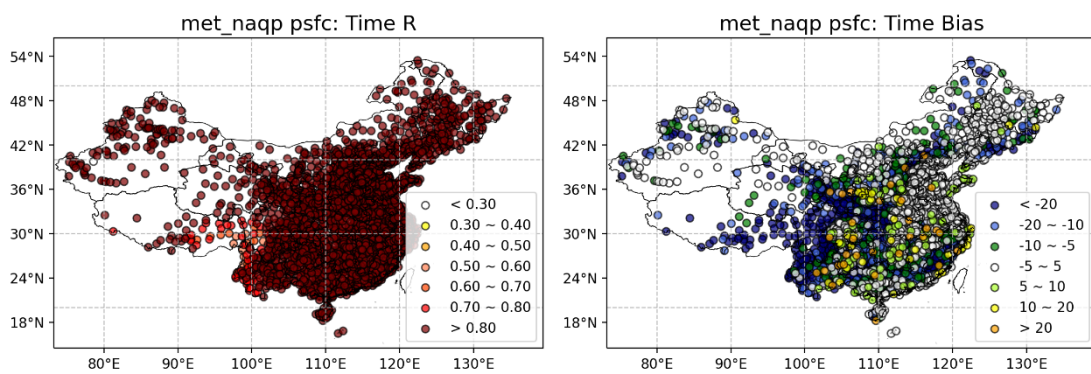 met_naqp psfc: Time R
54°N
48°N
42°N
36°N
30°N
24°N
18°N
80°E 90°E 100°E 110°E 120°E 130°E
< 0.30
0.30 ~ 0.40
0.40 ~ 0.50
0.50 ~ 0.60
0.60 ~ 0.70
0.70 ~ 0.80
> 0.80
met_naqp psfc: Time Bias
54°N
48°N
42°N
36°N
30°N
24°N
18°N
80°E 90°E 100°E 110°E 120°E 130°E
< -20
-20 ~ -10
-10 ~ -5
-5 ~ 5
5 ~ 10
10 ~ 20
> 20